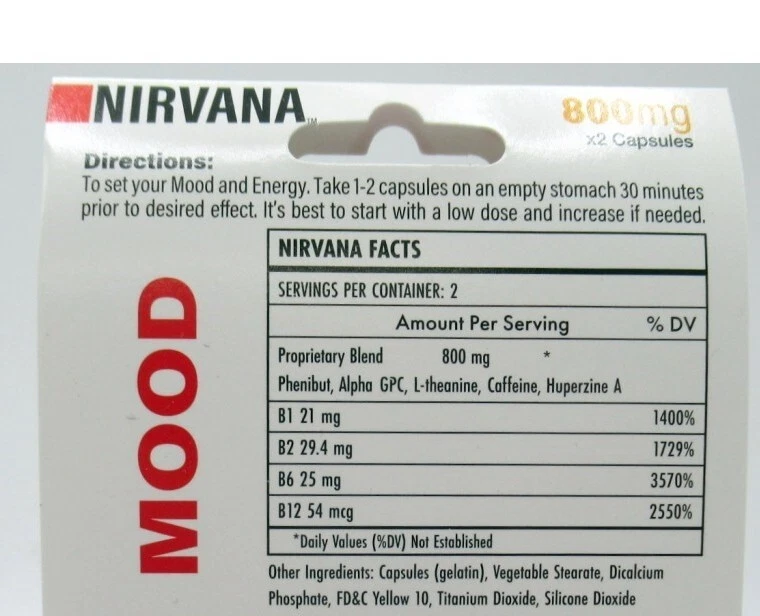 NIRVANA™
800mg
x2 Capsules
Directions:
To set your Mood and Energy. Take 1-2 capsules on an empty stomach 30 minutes
prior to desired effect. It's best to start with a low dose and increase if needed.
MOOD
NIRVANA FACTS
SERVINGS PER CONTAINER: 2
Amount Per Serving % DV
Proprietary Blend 800 mg *
Phenibut, Alpha GPC, L-theanine, Caffeine, Huperzine A
B1 21 mg 1400%
B2 29.4 mg 1729%
B6 25 mg 3570%
B12 54 mcg 2550%
*Daily Values (%DV) Not Established
Other Ingredients: Capsules (gelatin), Vegetable Stearate, Dicalcium
Phosphate, FD&C Yellow 10, Titanium Dioxide, Silicone Dioxide